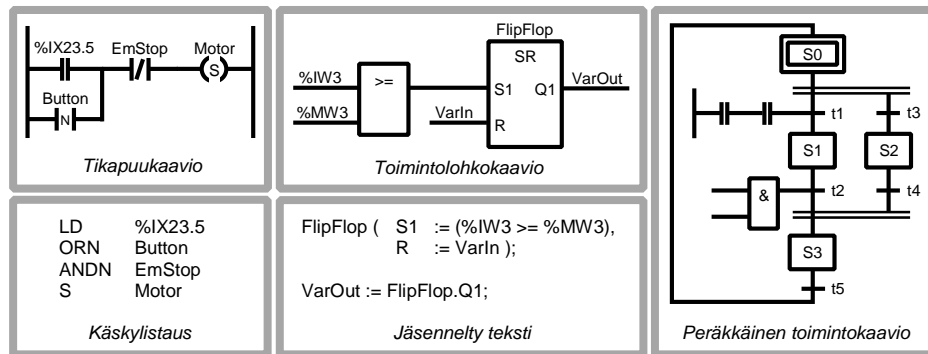 %IX23.5 EmStop Motor
S
Button
N
Tikapuukaavio
FlipFlop
SR
%IW3 >= S1 Q1 VarOut
%MW3 VarIn R
Toimintolohkokaavio
LD %IX23.5
ORN Button
ANDN EmStop
S Motor
Käskylistaus
FlipFlop ( S1 := (%IW3 >= %MW3),
R := VarIn );
VarOut := FlipFlop.Q1;
Jäsennelty teksti
S0
t1 t3
S1 S2
& t2 t4
S3
t5
Peräkkäinen toimintokaavio